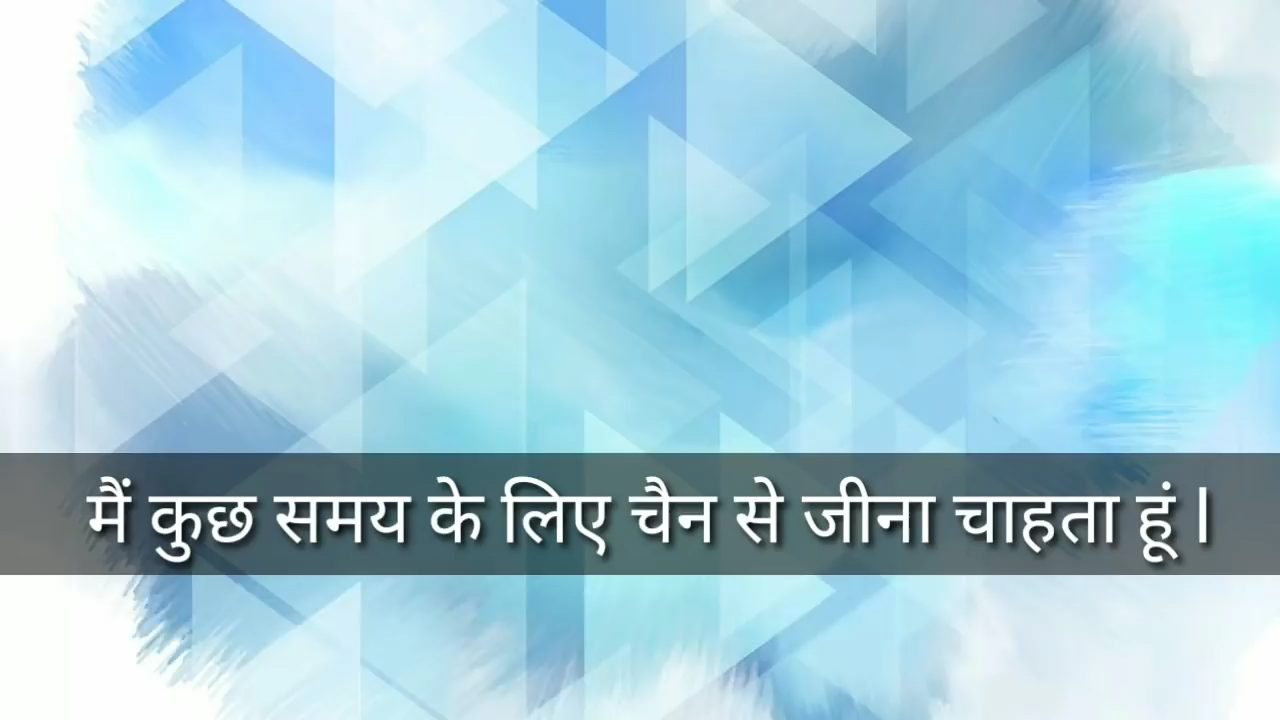 मैं कुछ समय के लिए चैन से जीना चाहता हूं l